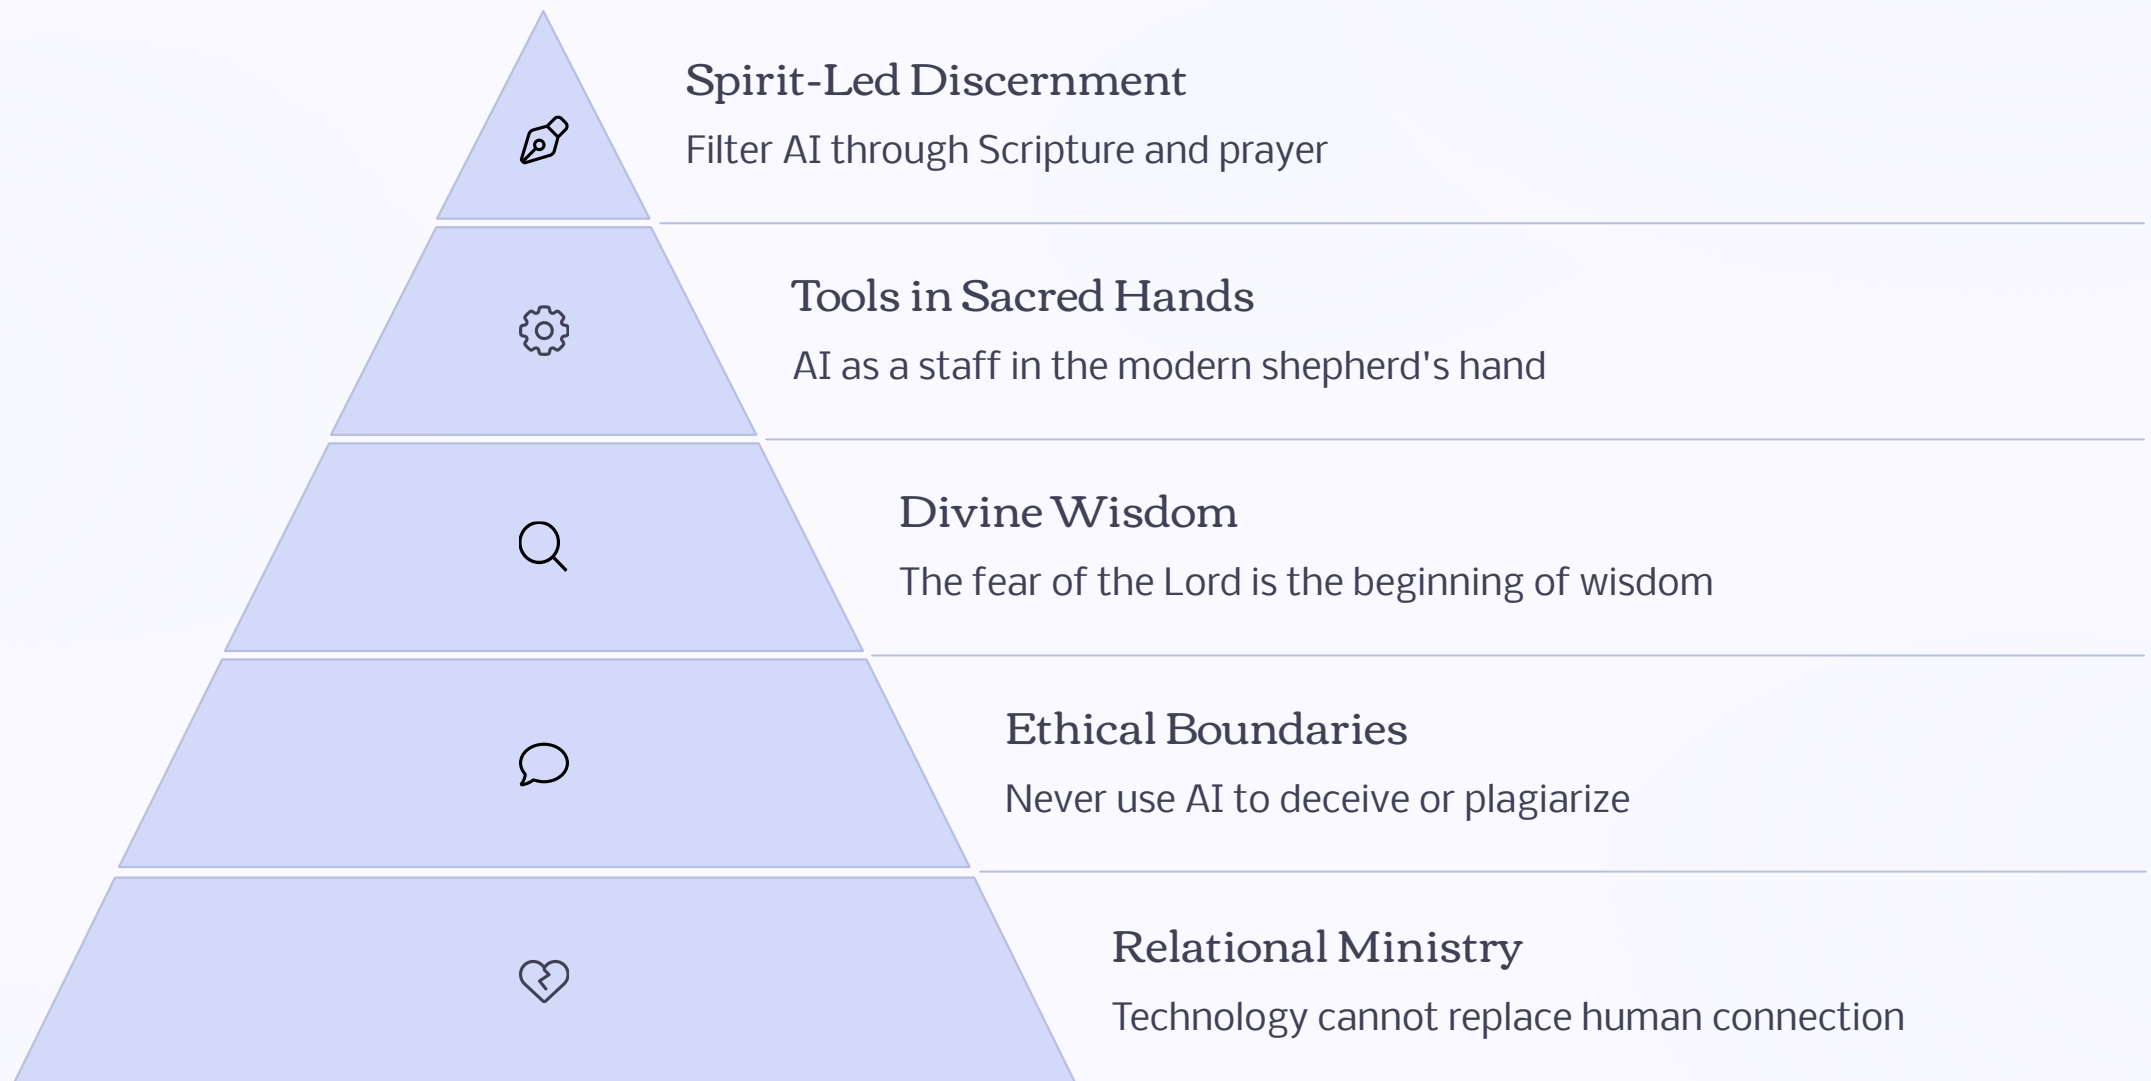 Spirit-Led Discernment
Filter AI through Scripture and prayer
Tools in Sacred Hands
AI as a staff in the modern shepherd's hand
Divine Wisdom
The fear of the Lord is the beginning of wisdom
Ethical Boundaries
Never use AI to deceive or plagiarize
Relational Ministry
Technology cannot replace human connection